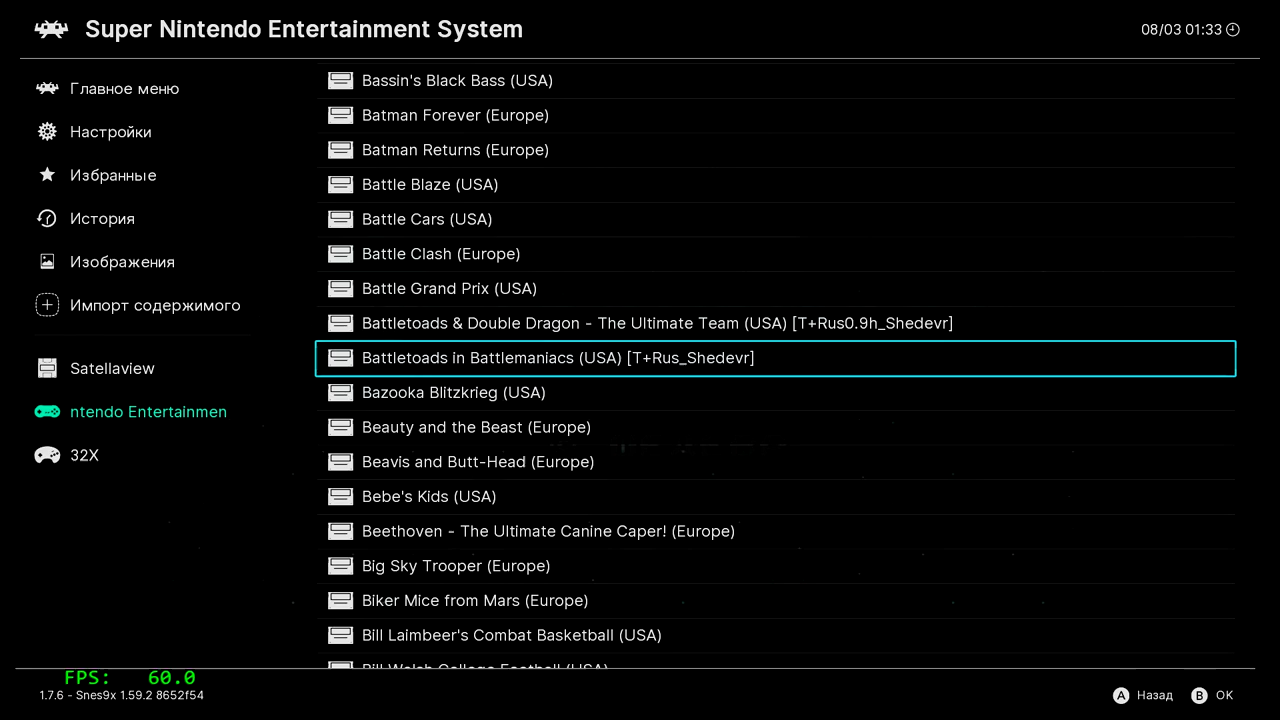 Super Nintendo Entertainment System
08/03 01:33
Главное меню
Настройки
Избранные
История
Изображения
Импорт содержимого
Satellaview
ntendo Entertainmen
32X
Bassin's Black Bass (USA)
Batman Forever (Europe)
Batman Returns (Europe)
Battle Blaze (USA)
Battle Cars (USA)
Battle Clash (Europe)
Battle Grand Prix (USA)
Battletoads & Double Dragon - The Ultimate Team (USA) [T+Rus0.9h_Shedevr]
Battletoads in Battlemaniacs (USA) [T+Rus_Shedevr]
Bazooka Blitzkrieg (USA)
Beauty and the Beast (Europe)
Beavis and Butt-Head (Europe)
Bebe's Kids (USA)
Beethoven - The Ultimate Canine Caper! (Europe)
Big Sky Trooper (Europe)
Biker Mice from Mars (Europe)
Bill Laimbeer's Combat Basketball (USA)
Bill Walsh College Football (USA)
FPS: 60.0
1.7.6 - Snes9x 1.59.2 8652f54
A Назад B OK